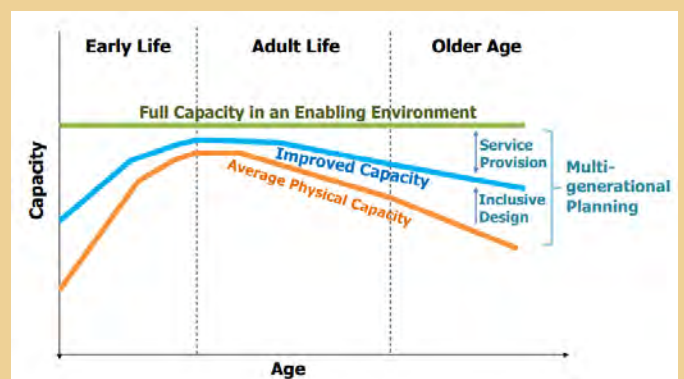 Early Life
Adult Life
Older Age
Full Capacity in an Enabling Environment
Improved Capacity
Average Physical Capacity
Service
Provision
Inclusive
Design
Multi-
generational
Planning
Capacity
Age